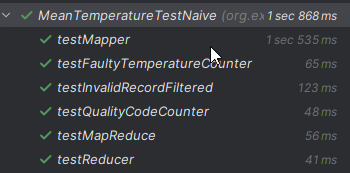 MeanTemperatureTestNaive (org.ex 1 sec 868 ms
testMapper 1 sec 535 ms
testFaultyTemperatureCounter 65 ms
testInvalidRecordFiltered 123 ms
testQualityCodeCounter 48 ms
testMapReduce 56 ms
testReducer 41 ms